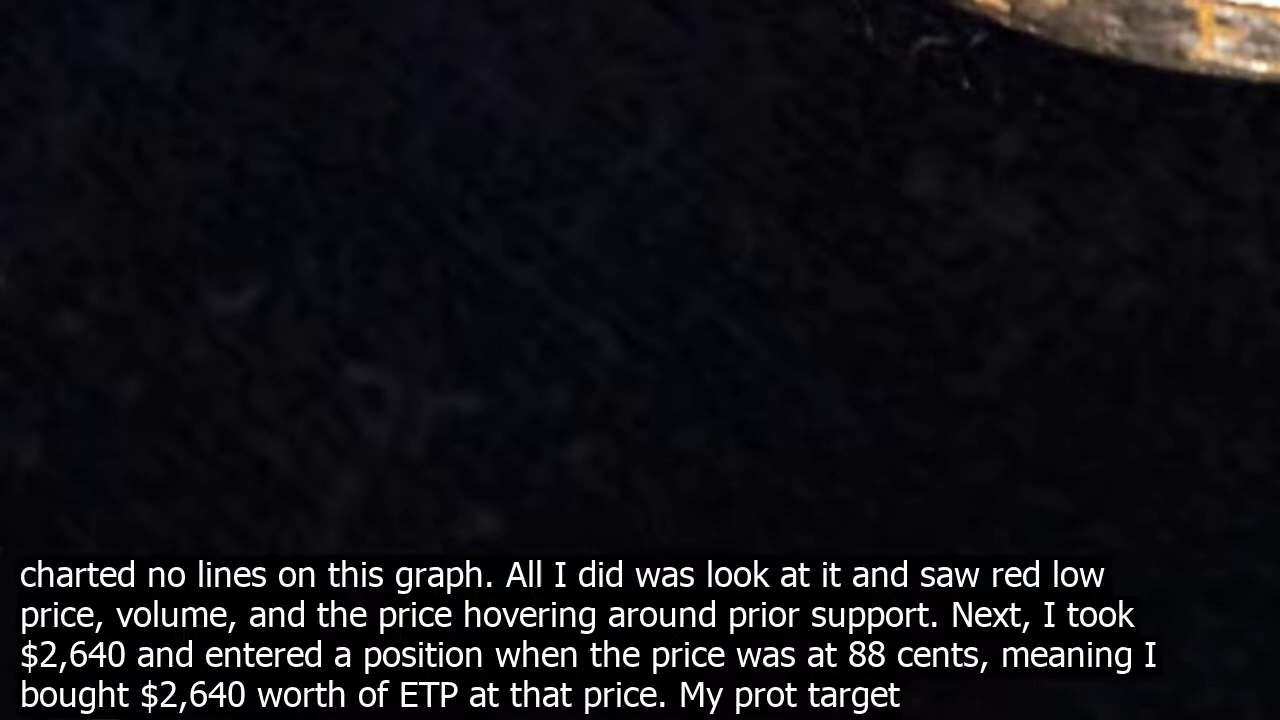 charted no lines on this graph. All I did was look at it and saw red low
price, volume, and the price hovering around prior support. Next, I took
$2,640 and entered a position when the price was at 88 cents, meaning I
bought $2,640 worth of ETP at that price. My prot target